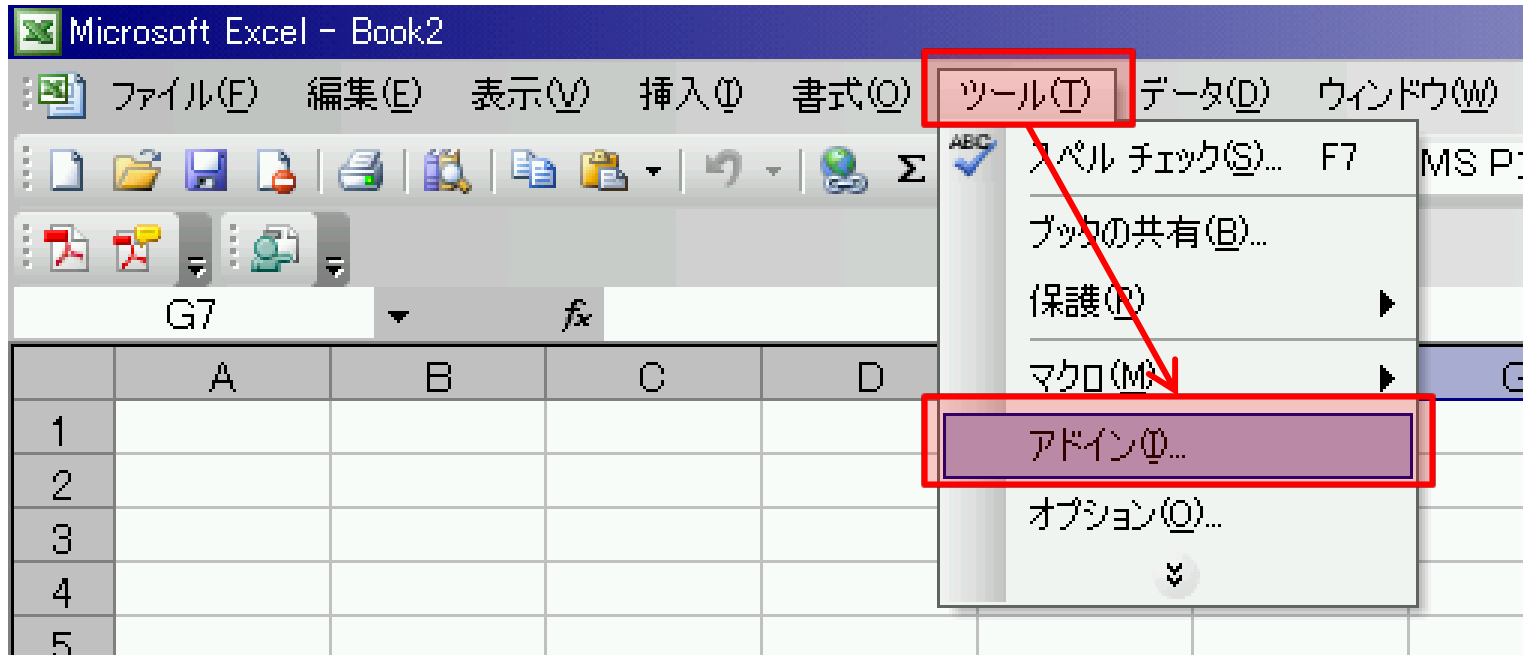 Microsoft Excel - Book2
ファイル(F) 編集(E) 表示(V) 挿入(I) 書式(O) ツール(T) データ(D) ウィンドウ(W)
ABC スペル チェック(S)... F7
Σ MS P
ブックの共有(B)...
保護(P)
G7 fx
マクロ(M)
A B C D G
アドイン(I)...
1
オプション(O)...
2
3
4
5